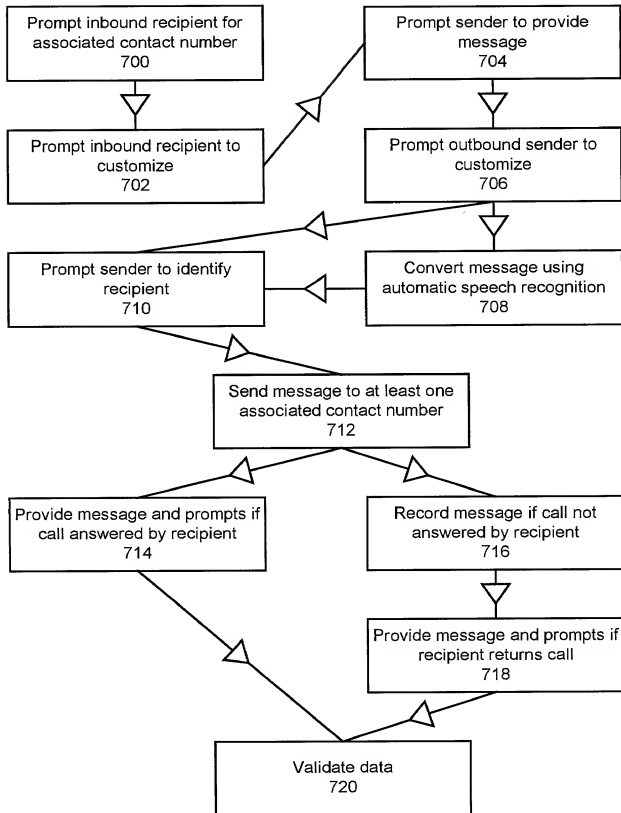 Prompt inbound recipient for
associated contact number
700
Prompt inbound recipient to
customize
702
Prompt sender to provide
message
704
Prompt outbound sender to
customize
706
Convert message using
automatic speech recognition
708
Prompt sender to identify
recipient
710
Send message to at least one
associated contact number
712
Provide message and prompts if
call answered by recipient
714
Record message if call not
answered by recipient
716
Provide message and prompts if
recipient returns call
718
Validate data
720